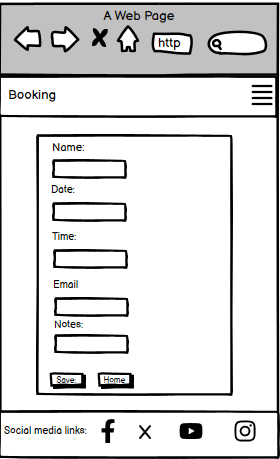 A Web Page
http
Booking
Name:
Date:
Time:
Email
Notes:
Save: Home
Social media links: